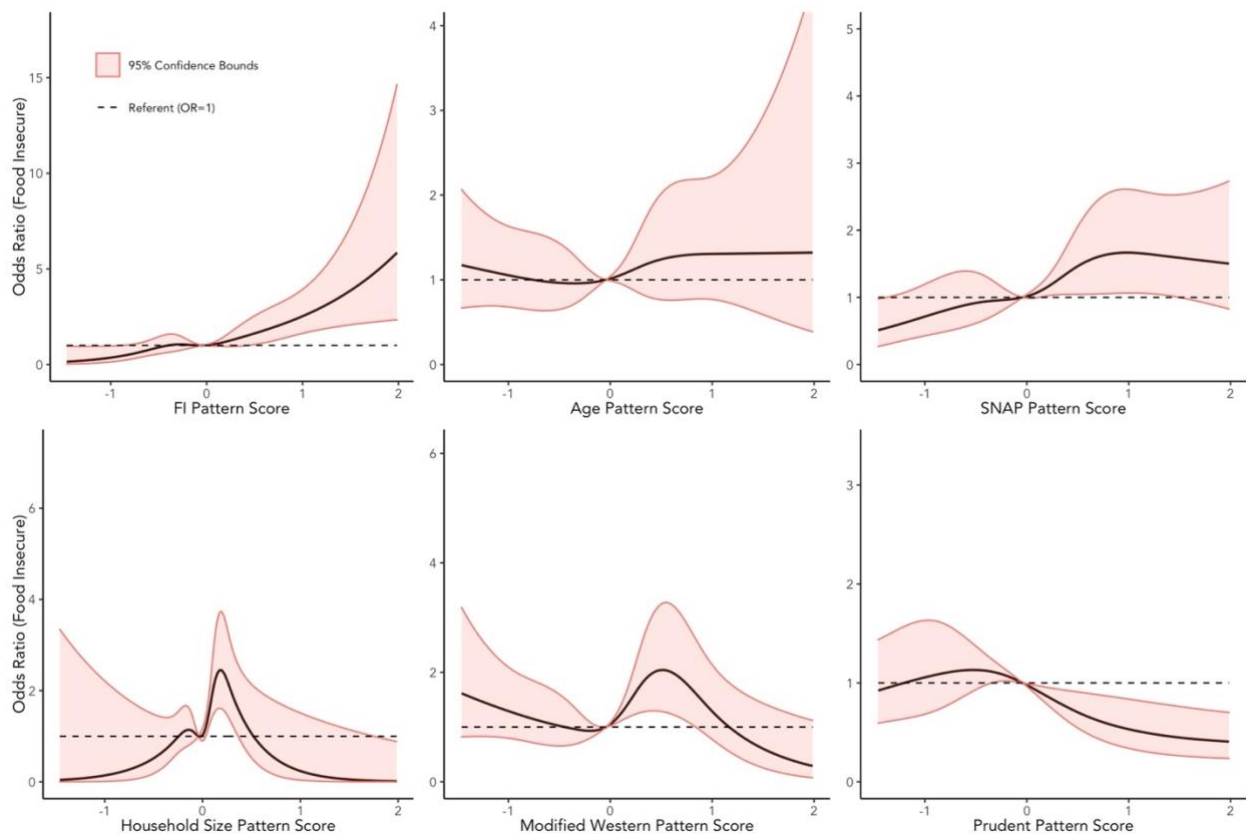 Odds Ratio (Food Insecure)
15
10
5
0
95% Confidence Bounds
Referent (OR=1)
-1 0 1 2
FI Pattern Score
4
3
2
1
0
-1 0 1 2
Age Pattern Score
5
4
3
2
1
0
-1 0 1 2
SNAP Pattern Score
Odds Ratio (Food Insecure)
6
4
2
0
-1 0 1 2
Household Size Pattern Score
6
4
2
0
-1 0 1 2
Modified Western Pattern Score
3
2
1
0
-1 0 1 2
Prudent Pattern Score